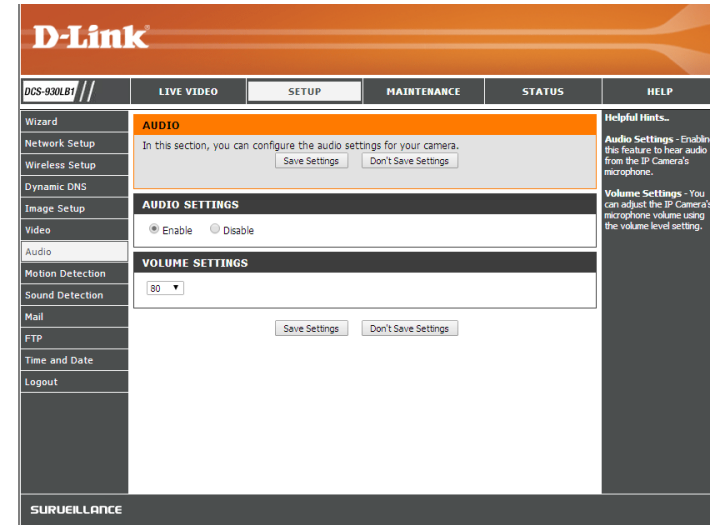 D-Link
DCS-930LB1
LIVE VIDEO
SETUP
MAINTENANCE
STATUS
HELP
Wizard
Network Setup
Wireless Setup
Dynamic DNS
Image Setup
Video
Audio
Motion Detection
Sound Detection
Mail
FTP
Time and Date
Logout
AUDIO
In this section, you can configure the audio settings for your camera.
Save Settings
Don't Save Settings
AUDIO SETTINGS
Enable
Disable
VOLUME SETTINGS
80
Save Settings
Don't Save Settings
Helpful Hints..
Audio Settings - Enablin
this feature to hear audio
from the IP Camera's
microphone.
Volume Settings - You
can adjust the IP Camera's
microphone volume using
the volume level setting.
SURVEILLANCE